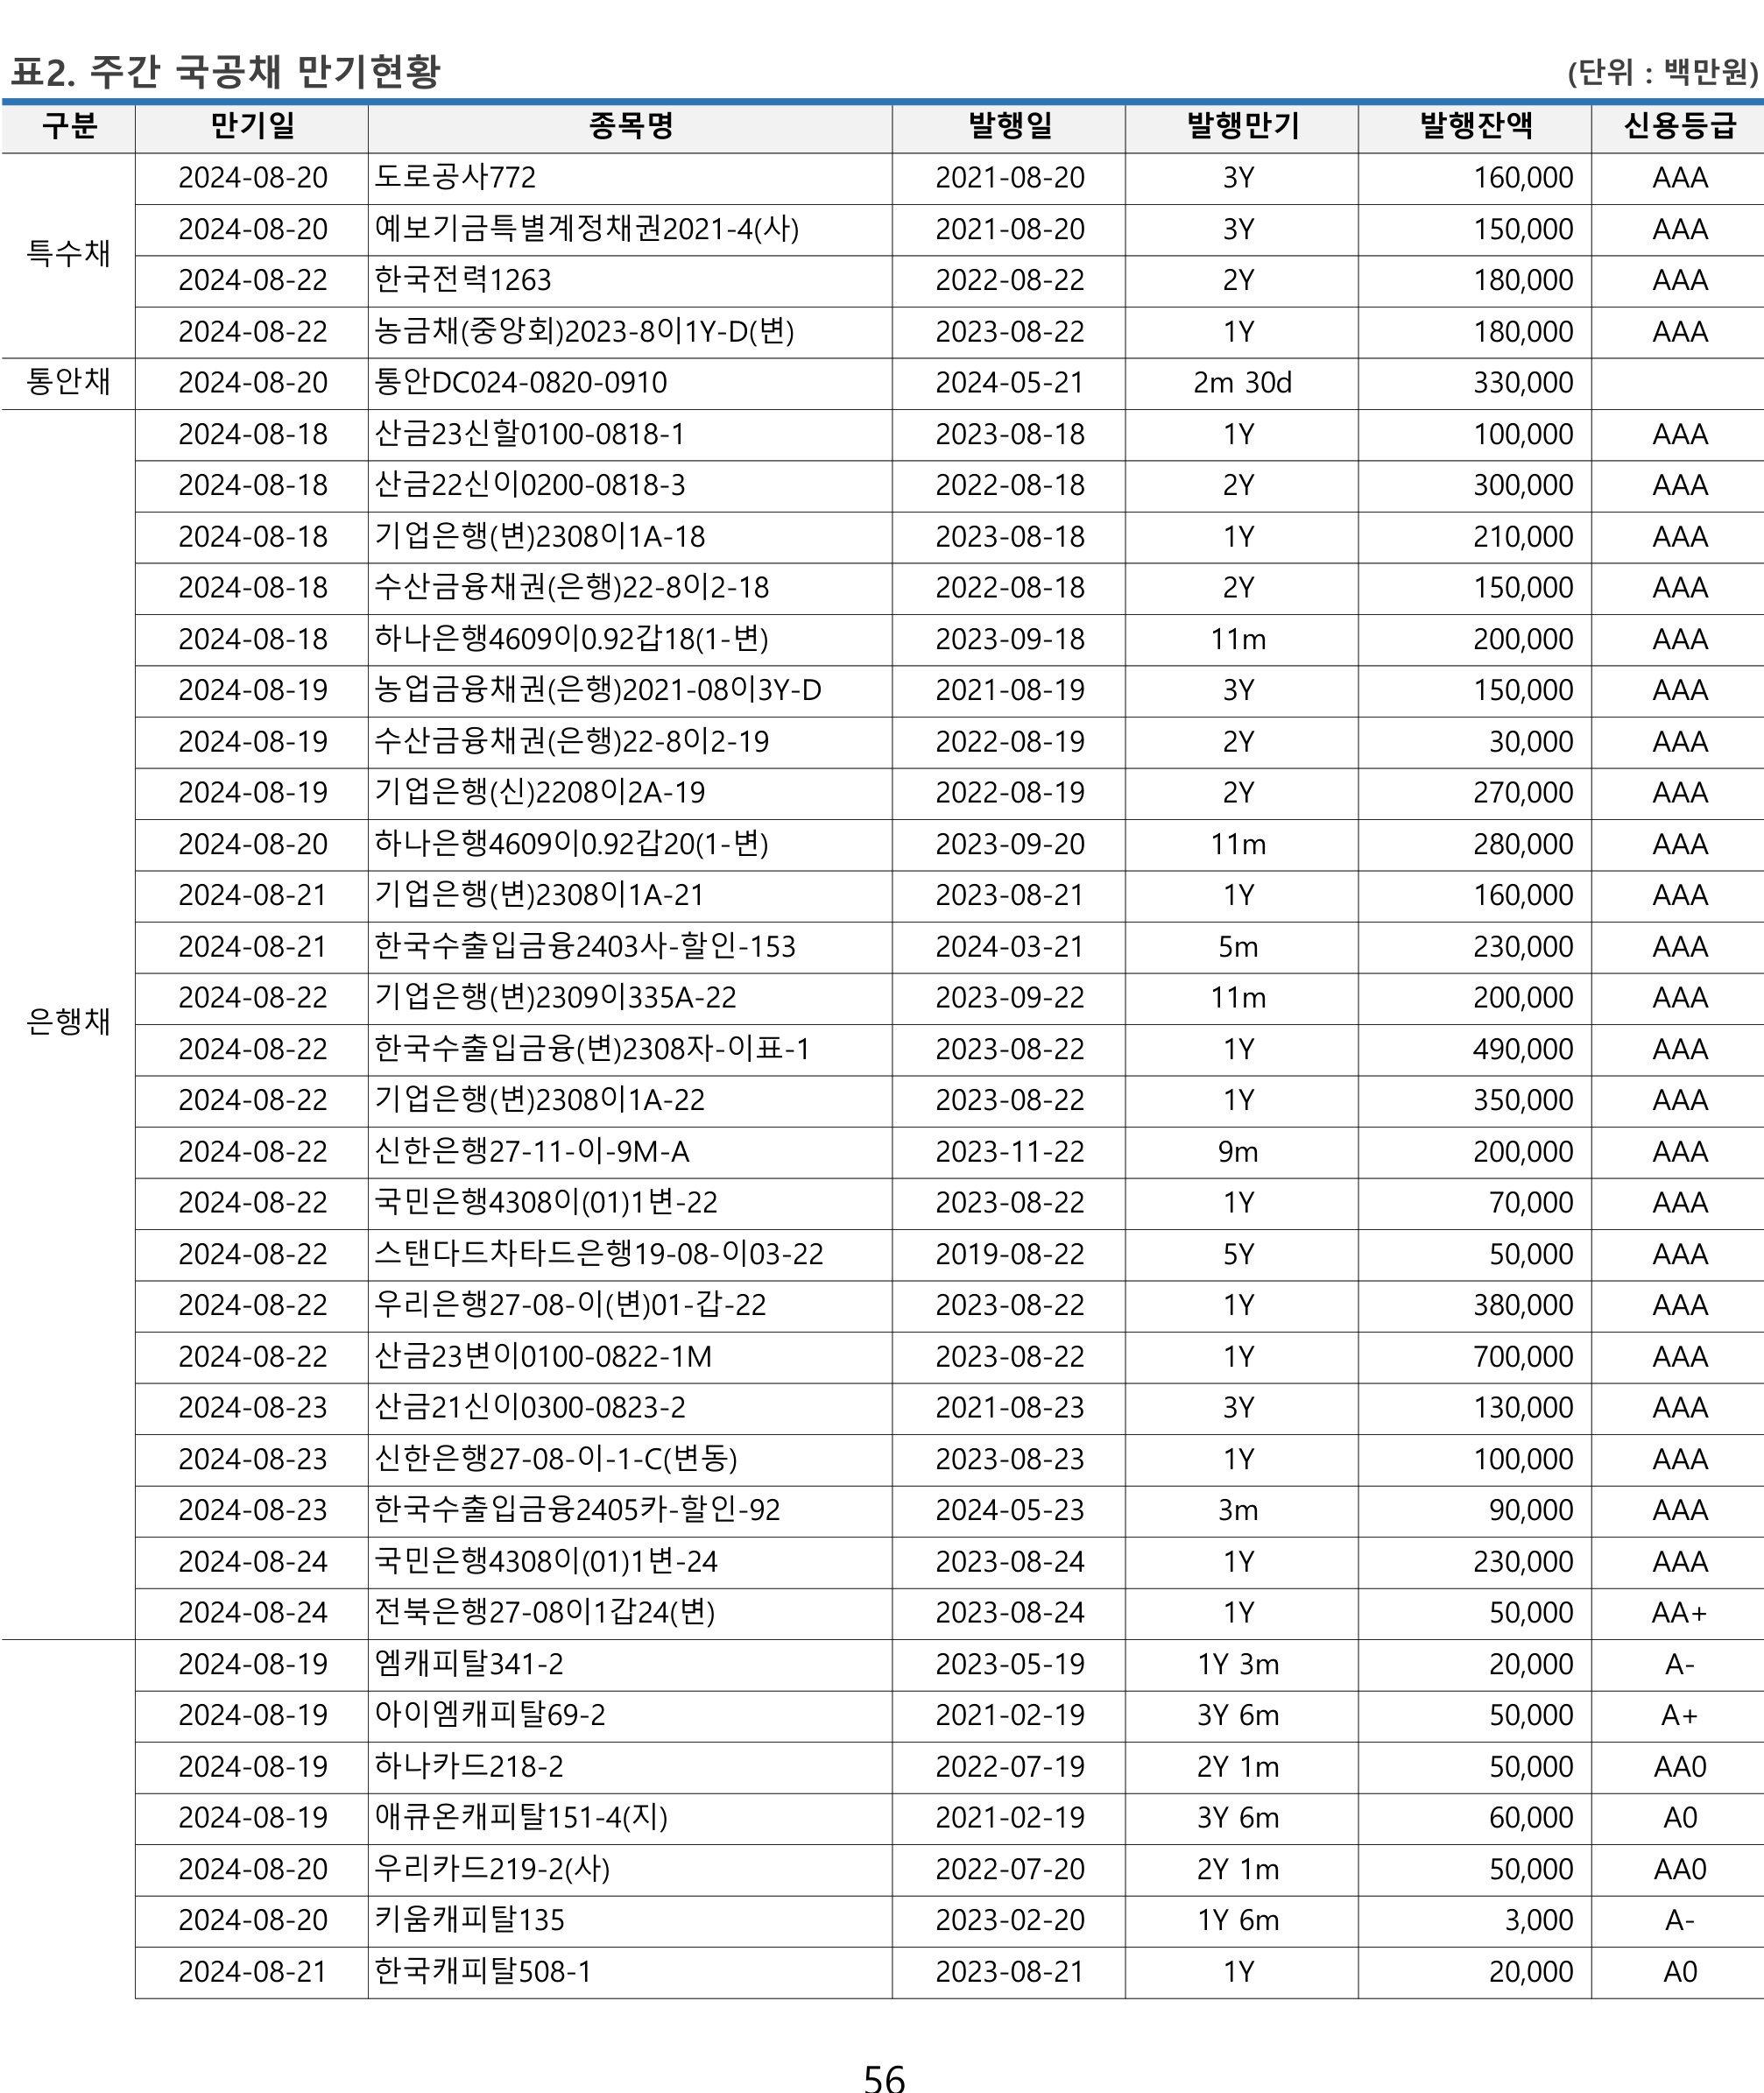 표2. 주간 국공채 만기현황 (단위 : 백만원)
구분 만기일 종목명 발행일 발행만기 발행잔액 신용등급
특수채
2024-08-20 도로공사772 2021-08-20 3Y 160,000 AAA
2024-08-20 예보기금특별계정채권2021-4(사) 2021-08-20 3Y 150,000 AAA
2024-08-22 한국전력1263 2022-08-22 2Y 180,000 AAA
2024-08-22 농금채(중앙회)2023-8이1Y-D(변) 2023-08-22 1Y 180,000 AAA
통안채 2024-08-20 통안DC024-0820-0910 2024-05-21 2m 30d 330,000
은행채
2024-08-18 산금23신할0100-0818-1 2023-08-18 1Y 100,000 AAA
2024-08-18 산금22신이0200-0818-3 2022-08-18 2Y 300,000 AAA
2024-08-18 기업은행(변)2308이1A-18 2023-08-18 1Y 210,000 AAA
2024-08-18 수산금융채권(은행)22-8이2-18 2022-08-18 2Y 150,000 AAA
2024-08-18 하나은행4609이0.92갑18(1-변) 2023-09-18 11m 200,000 AAA
2024-08-19 농업금융채권(은행)2021-08이3Y-D 2021-08-19 3Y 150,000 AAA
2024-08-19 수산금융채권(은행)22-8이2-19 2022-08-19 2Y 30,000 AAA
2024-08-19 기업은행(신)2208이2A-19 2022-08-19 2Y 270,000 AAA
2024-08-20 하나은행4609이0.92갑20(1-변) 2023-09-20 11m 280,000 AAA
2024-08-21 기업은행(변)2308이1A-21 2023-08-21 1Y 160,000 AAA
2024-08-21 한국수출입금융2403사-할인-153 2024-03-21 5m 230,000 AAA
2024-08-22 기업은행(변)2309이335A-22 2023-09-22 11m 200,000 AAA
2024-08-22 한국수출입금융(변)2308자-이표-1 2023-08-22 1Y 490,000 AAA
2024-08-22 기업은행(변)2308이1A-22 2023-08-22 1Y 350,000 AAA
2024-08-22 신한은행27-11-이-9M-A 2023-11-22 9m 200,000 AAA
2024-08-22 국민은행4308이(01)1변-22 2023-08-22 1Y 70,000 AAA
2024-08-22 스탠다드차타드은행19-08-이03-22 2019-08-22 5Y 50,000 AAA
2024-08-22 우리은행27-08-이(변)01-갑-22 2023-08-22 1Y 380,000 AAA
2024-08-22 산금23변이0100-0822-1M 2023-08-22 1Y 700,000 AAA
2024-08-23 산금21신이0300-0823-2 2021-08-23 3Y 130,000 AAA
2024-08-23 신한은행27-08-이-1-C(변동) 2023-08-23 1Y 100,000 AAA
2024-08-23 한국수출입금융2405카-할인-92 2024-05-23 3m 90,000 AAA
2024-08-24 국민은행4308이(01)1변-24 2023-08-24 1Y 230,000 AAA
2024-08-24 전북은행27-08이1갑24(변) 2023-08-24 1Y 50,000 AA+
2024-08-19 엠캐피탈341-2 2023-05-19 1Y 3m 20,000 A-
2024-08-19 아이엠캐피탈69-2 2021-02-19 3Y 6m 50,000 A+
2024-08-19 하나카드218-2 2022-07-19 2Y 1m 50,000 AA0
2024-08-19 애큐온캐피탈151-4(지) 2021-02-19 3Y 6m 60,000 A0
2024-08-20 우리카드219-2(사) 2022-07-20 2Y 1m 50,000 AA0
2024-08-20 키움캐피탈135 2023-02-20 1Y 6m 3,000 A-
2024-08-21 한국캐피탈508-1 2023-08-21 1Y 20,000 A0
56